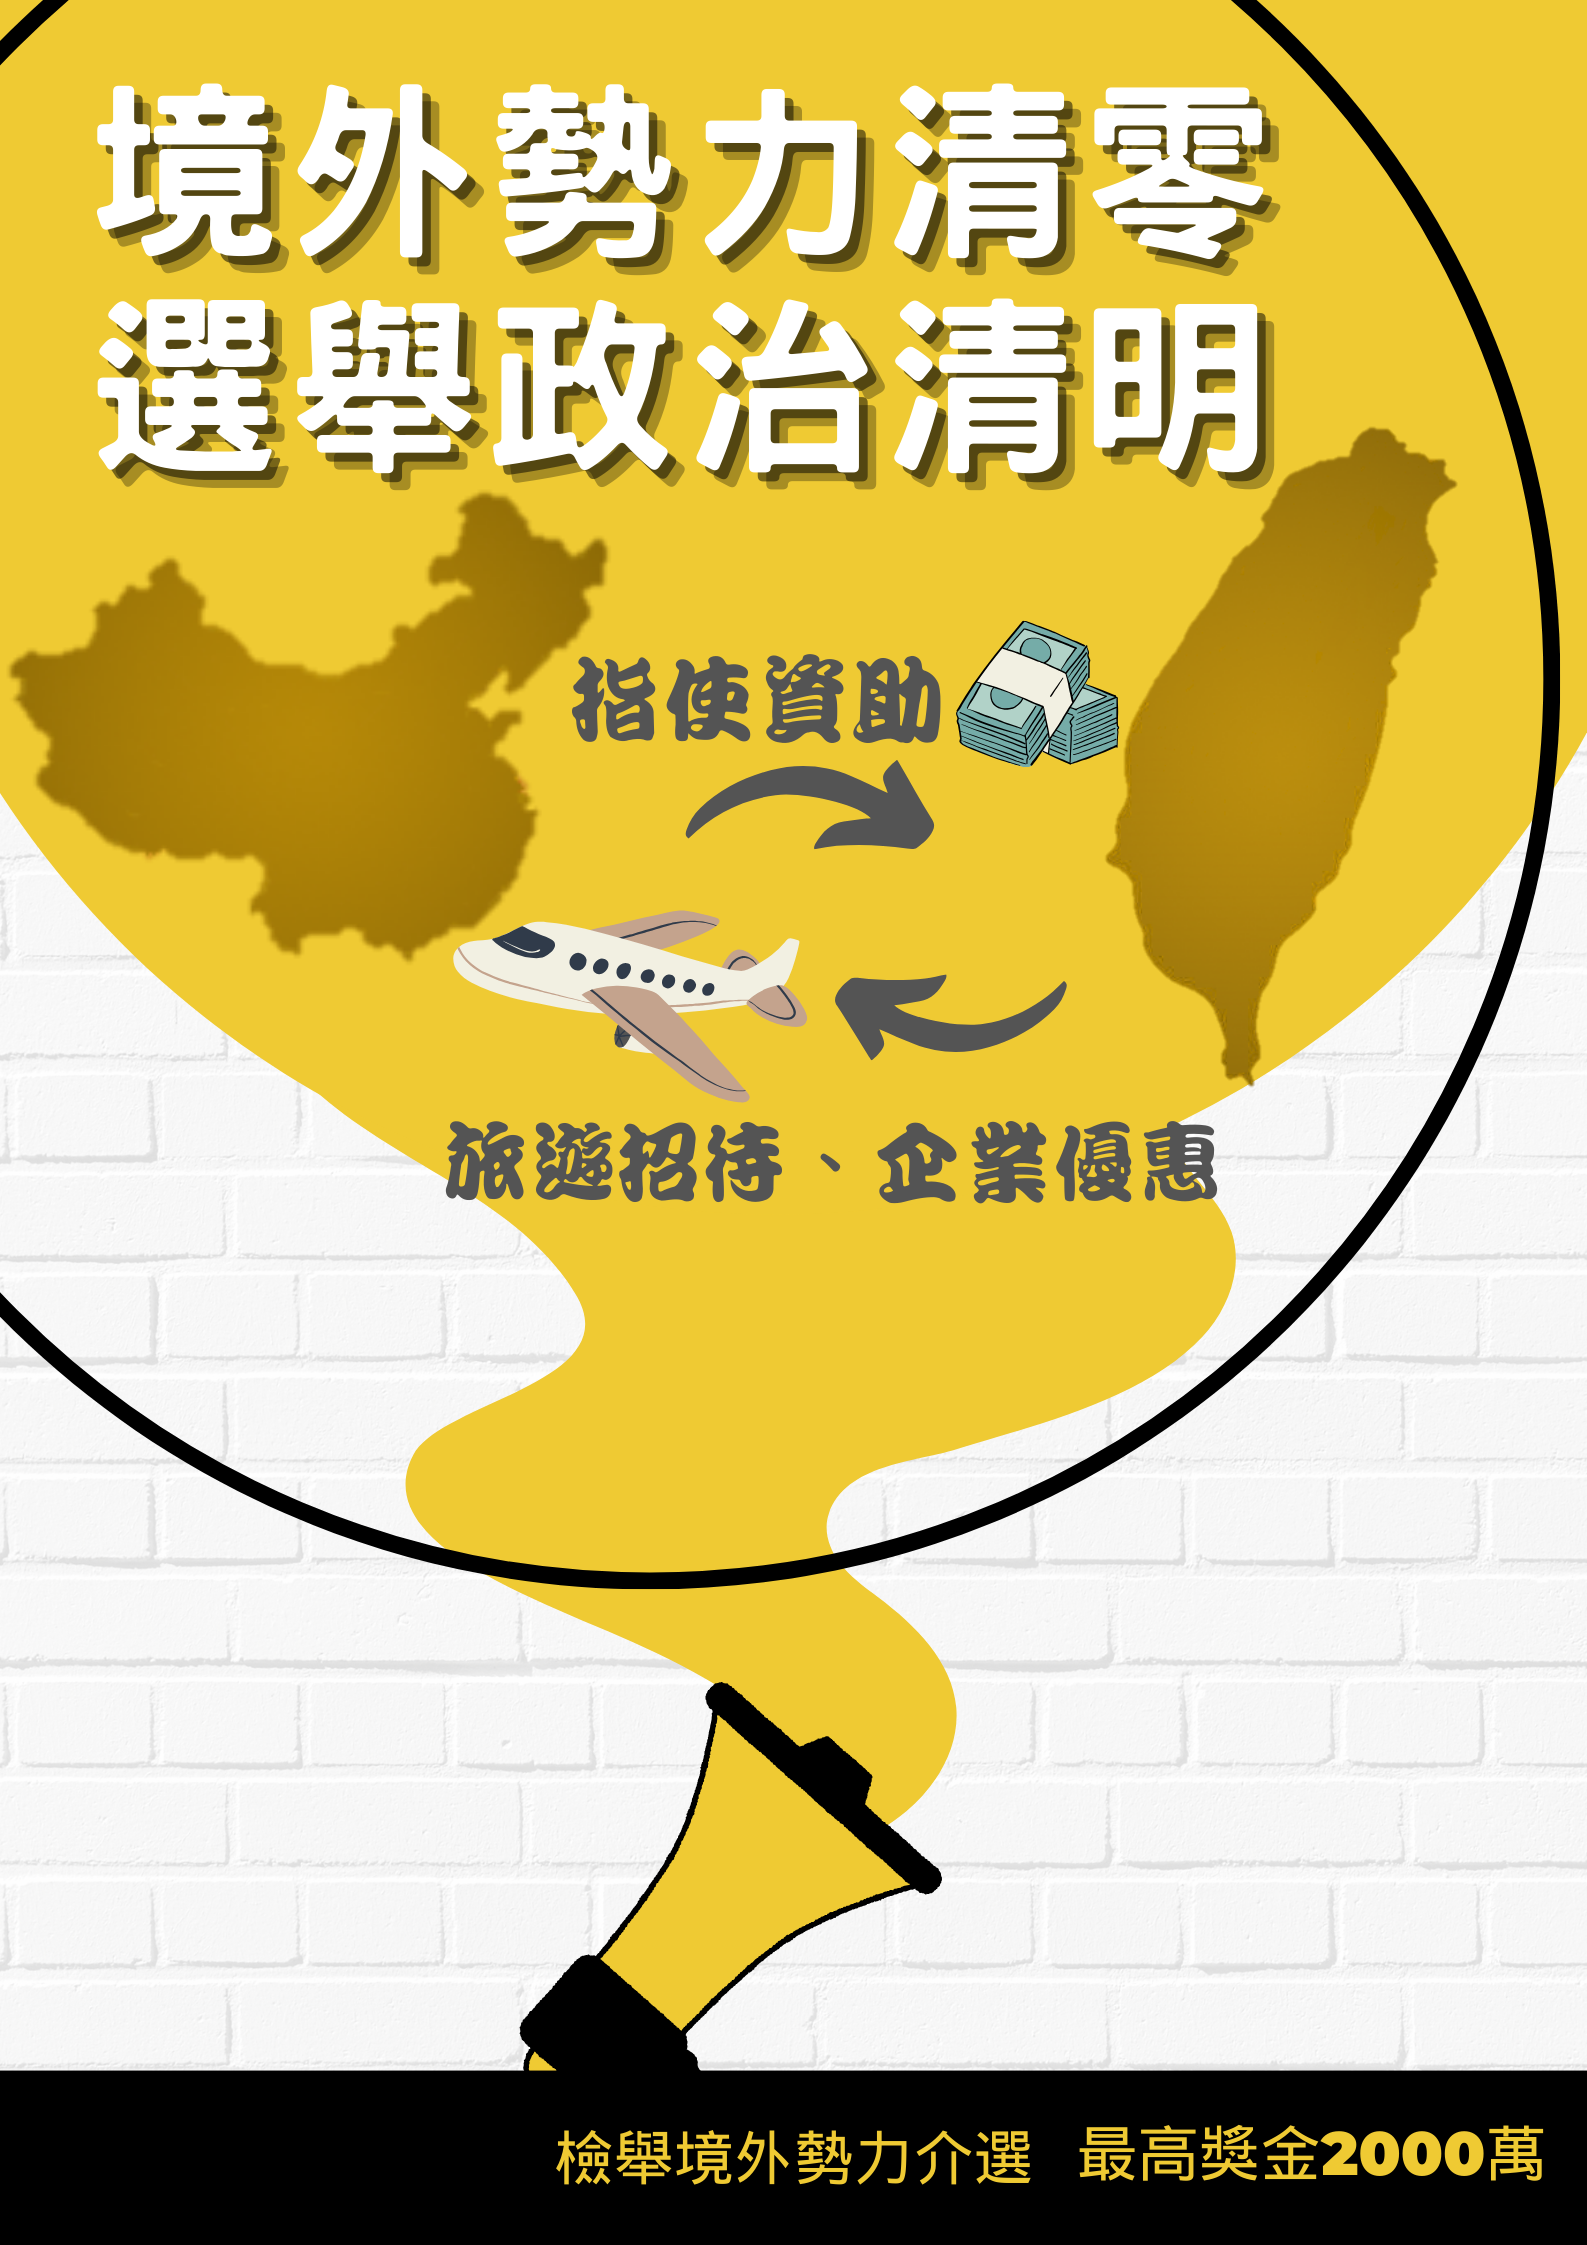 境外勢力清零
選舉政治清明
指使資助
旅遊招待、企業優惠
檢舉境外勢力介選 最高獎金2000萬